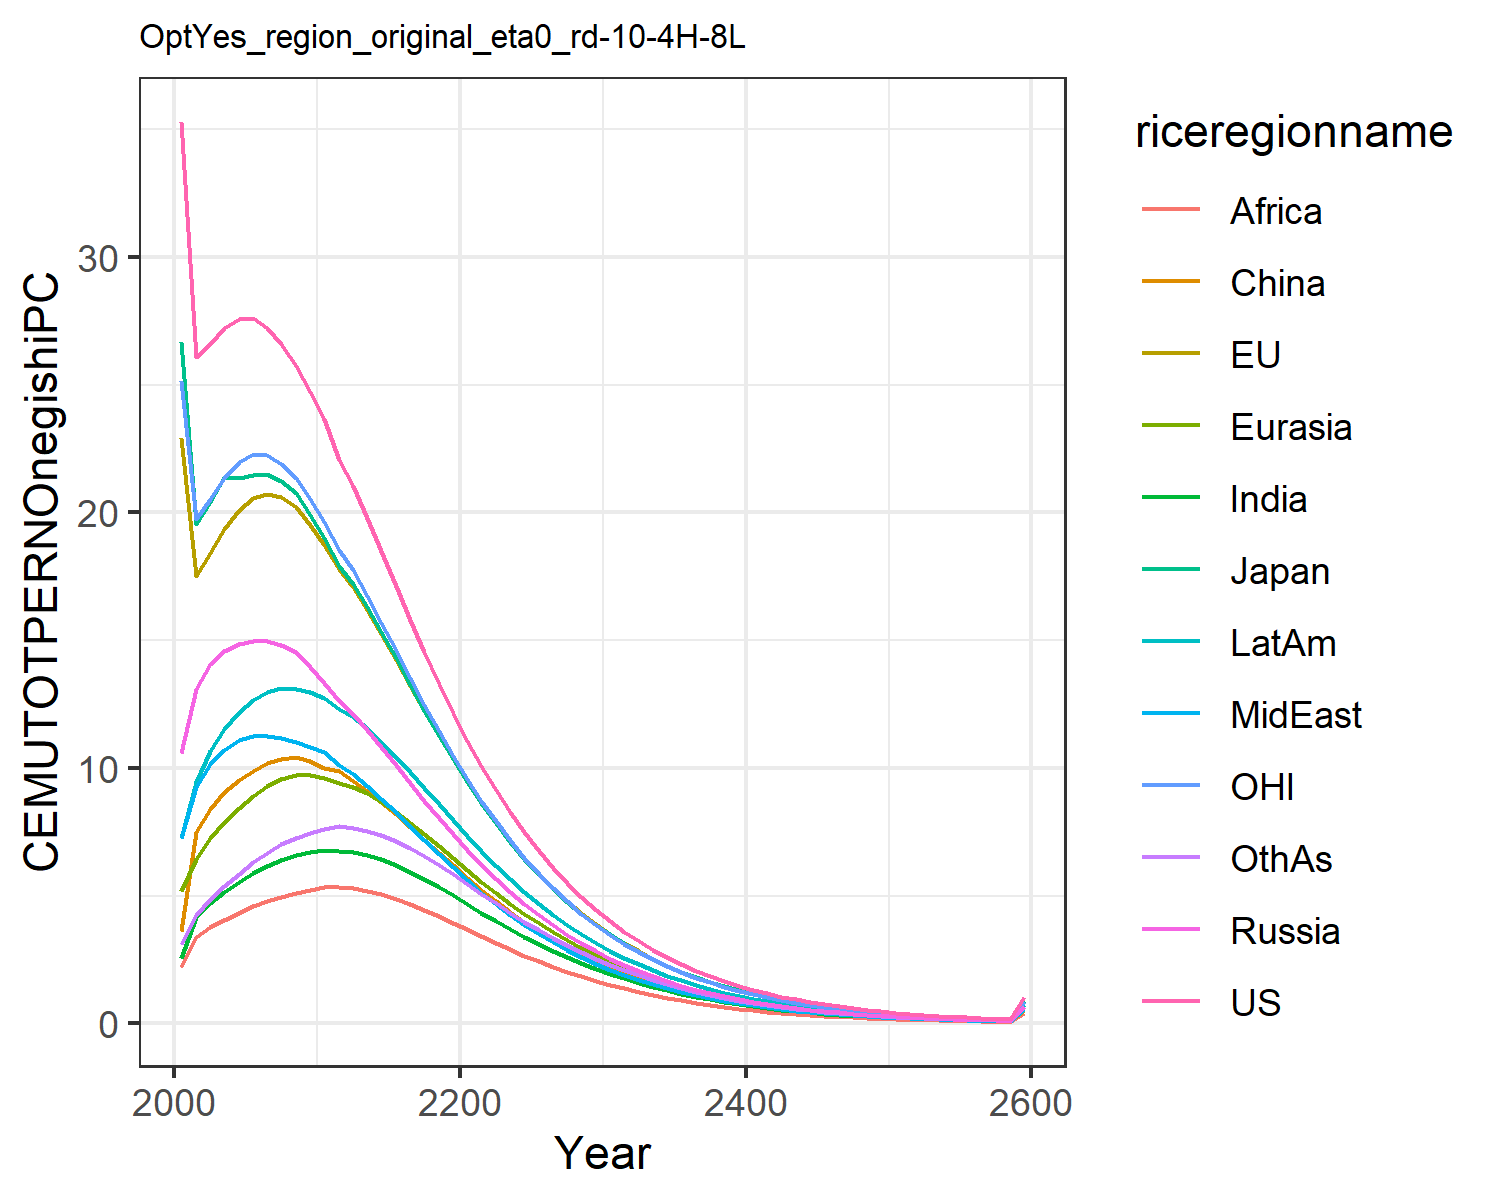 OptYes_region_original_eta0_rd-10-4H-8L
CEMUTOTPERNOnegishiPC
30
20
10
0
2000 2200 2400 2600
Year
riceregionname
Africa
China
EU
Eurasia
India
Japan
LatAm
MidEast
OHI
OthAs
Russia
US